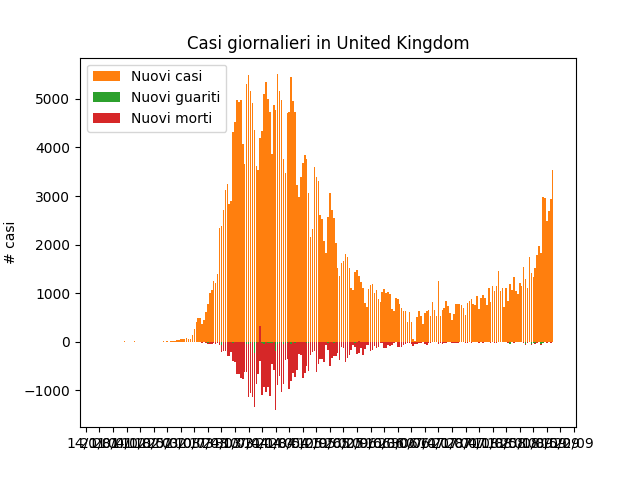 Casi giornalieri in United Kingdom
Nuovi casi
Nuovi guariti
Nuovi morti
# casi
5000
4000
3000
2000
1000
0
−1000